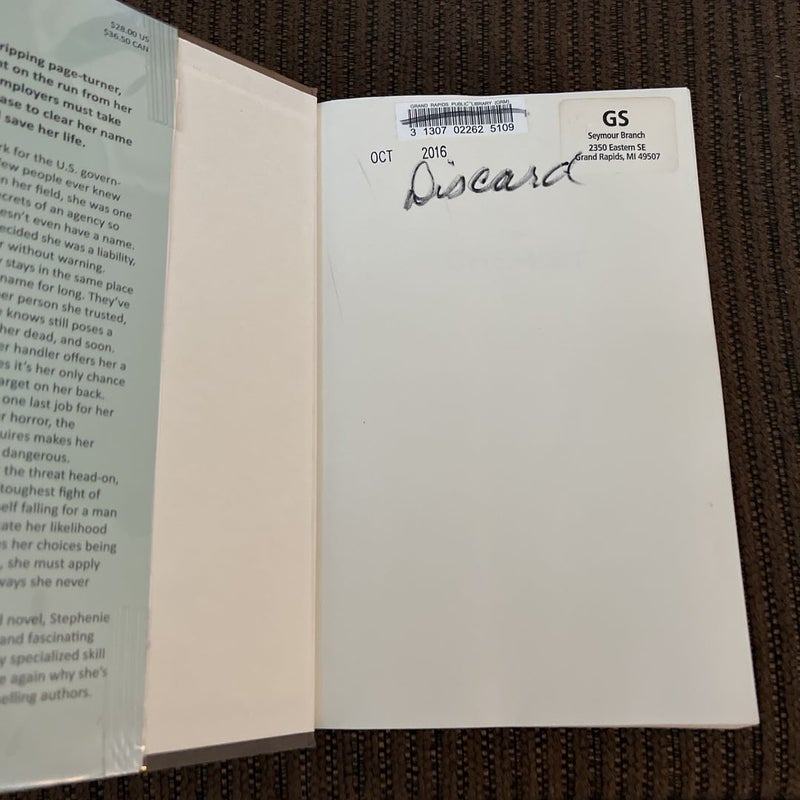 $28.00 US
$36.50 CAN
ripping page-turner,
nt on the run from her
mployers must take
ase to clear her name
save her life.
rk for the U.S. govern-
few people ever knew
n her field, she was one
ecrets of an agency so
esn't even have a name.
ecided she was a liability,
r without warning.
stays in the same place
name for long. They've
er person she trusted,
knows still poses a
her dead, and soon.
er handler offers her a
es it's her only chance
arget on her back.
one last job for her
r horror, the
uires makes her
dangerous.
the threat head-on,
toughest fight of
elf falling for a man
ate her likelihood
s her choices being
, she must apply
ways she never
novel, Stephenie
and fascinating
y specialized skill
e again why she's
elling authors.
GRAND RAPIDS PUBLIC LIBRARY (GRM)
3 1307 02262 5109
OCT 2016
Discard
GS
Seymour Branch
2350 Eastern SE
Grand Rapids, MI 49507